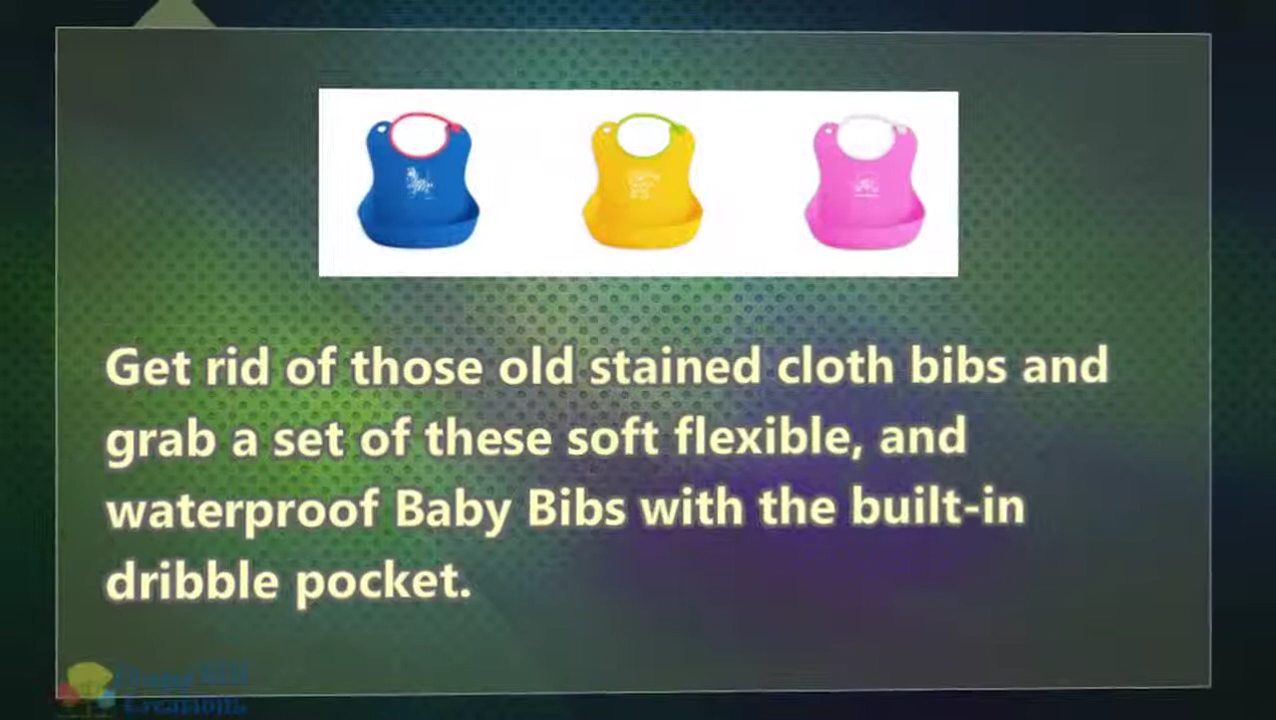 Get rid of those old stained cloth bibs and
grab a set of these soft flexible, and
waterproof Baby Bibs with the built-in
dribble pocket.
Creations